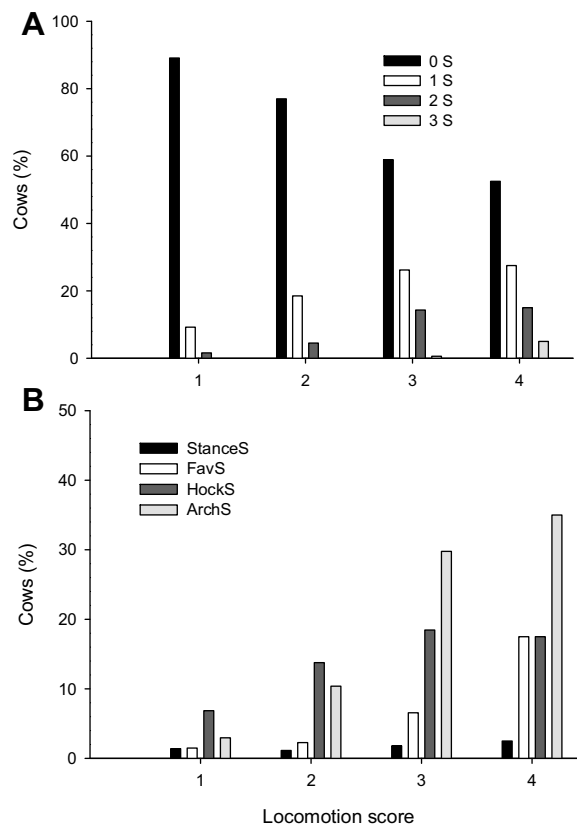 A
100
80
60
40
20
0
Cows (%)
0 S
1 S
2 S
3 S
1 2 3 4
B
50
40
30
20
10
0
Cows (%)
StanceS
FavS
HockS
ArchS
1 2 3 4
Locomotion score